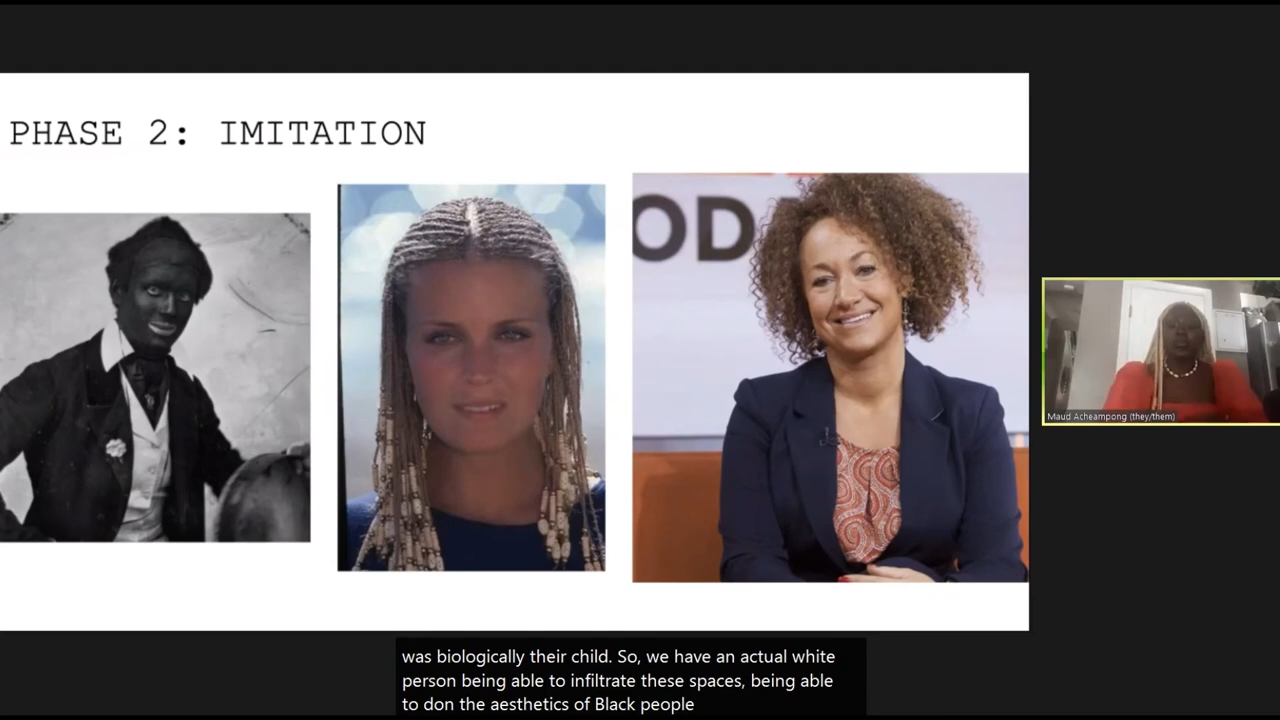 PHASE 2: IMITATION
ODA
Maud Acheampong (they/them)
was biologically their child. So, we have an actual white
person being able to infiltrate these spaces, being able
to don the aesthetics of Black people